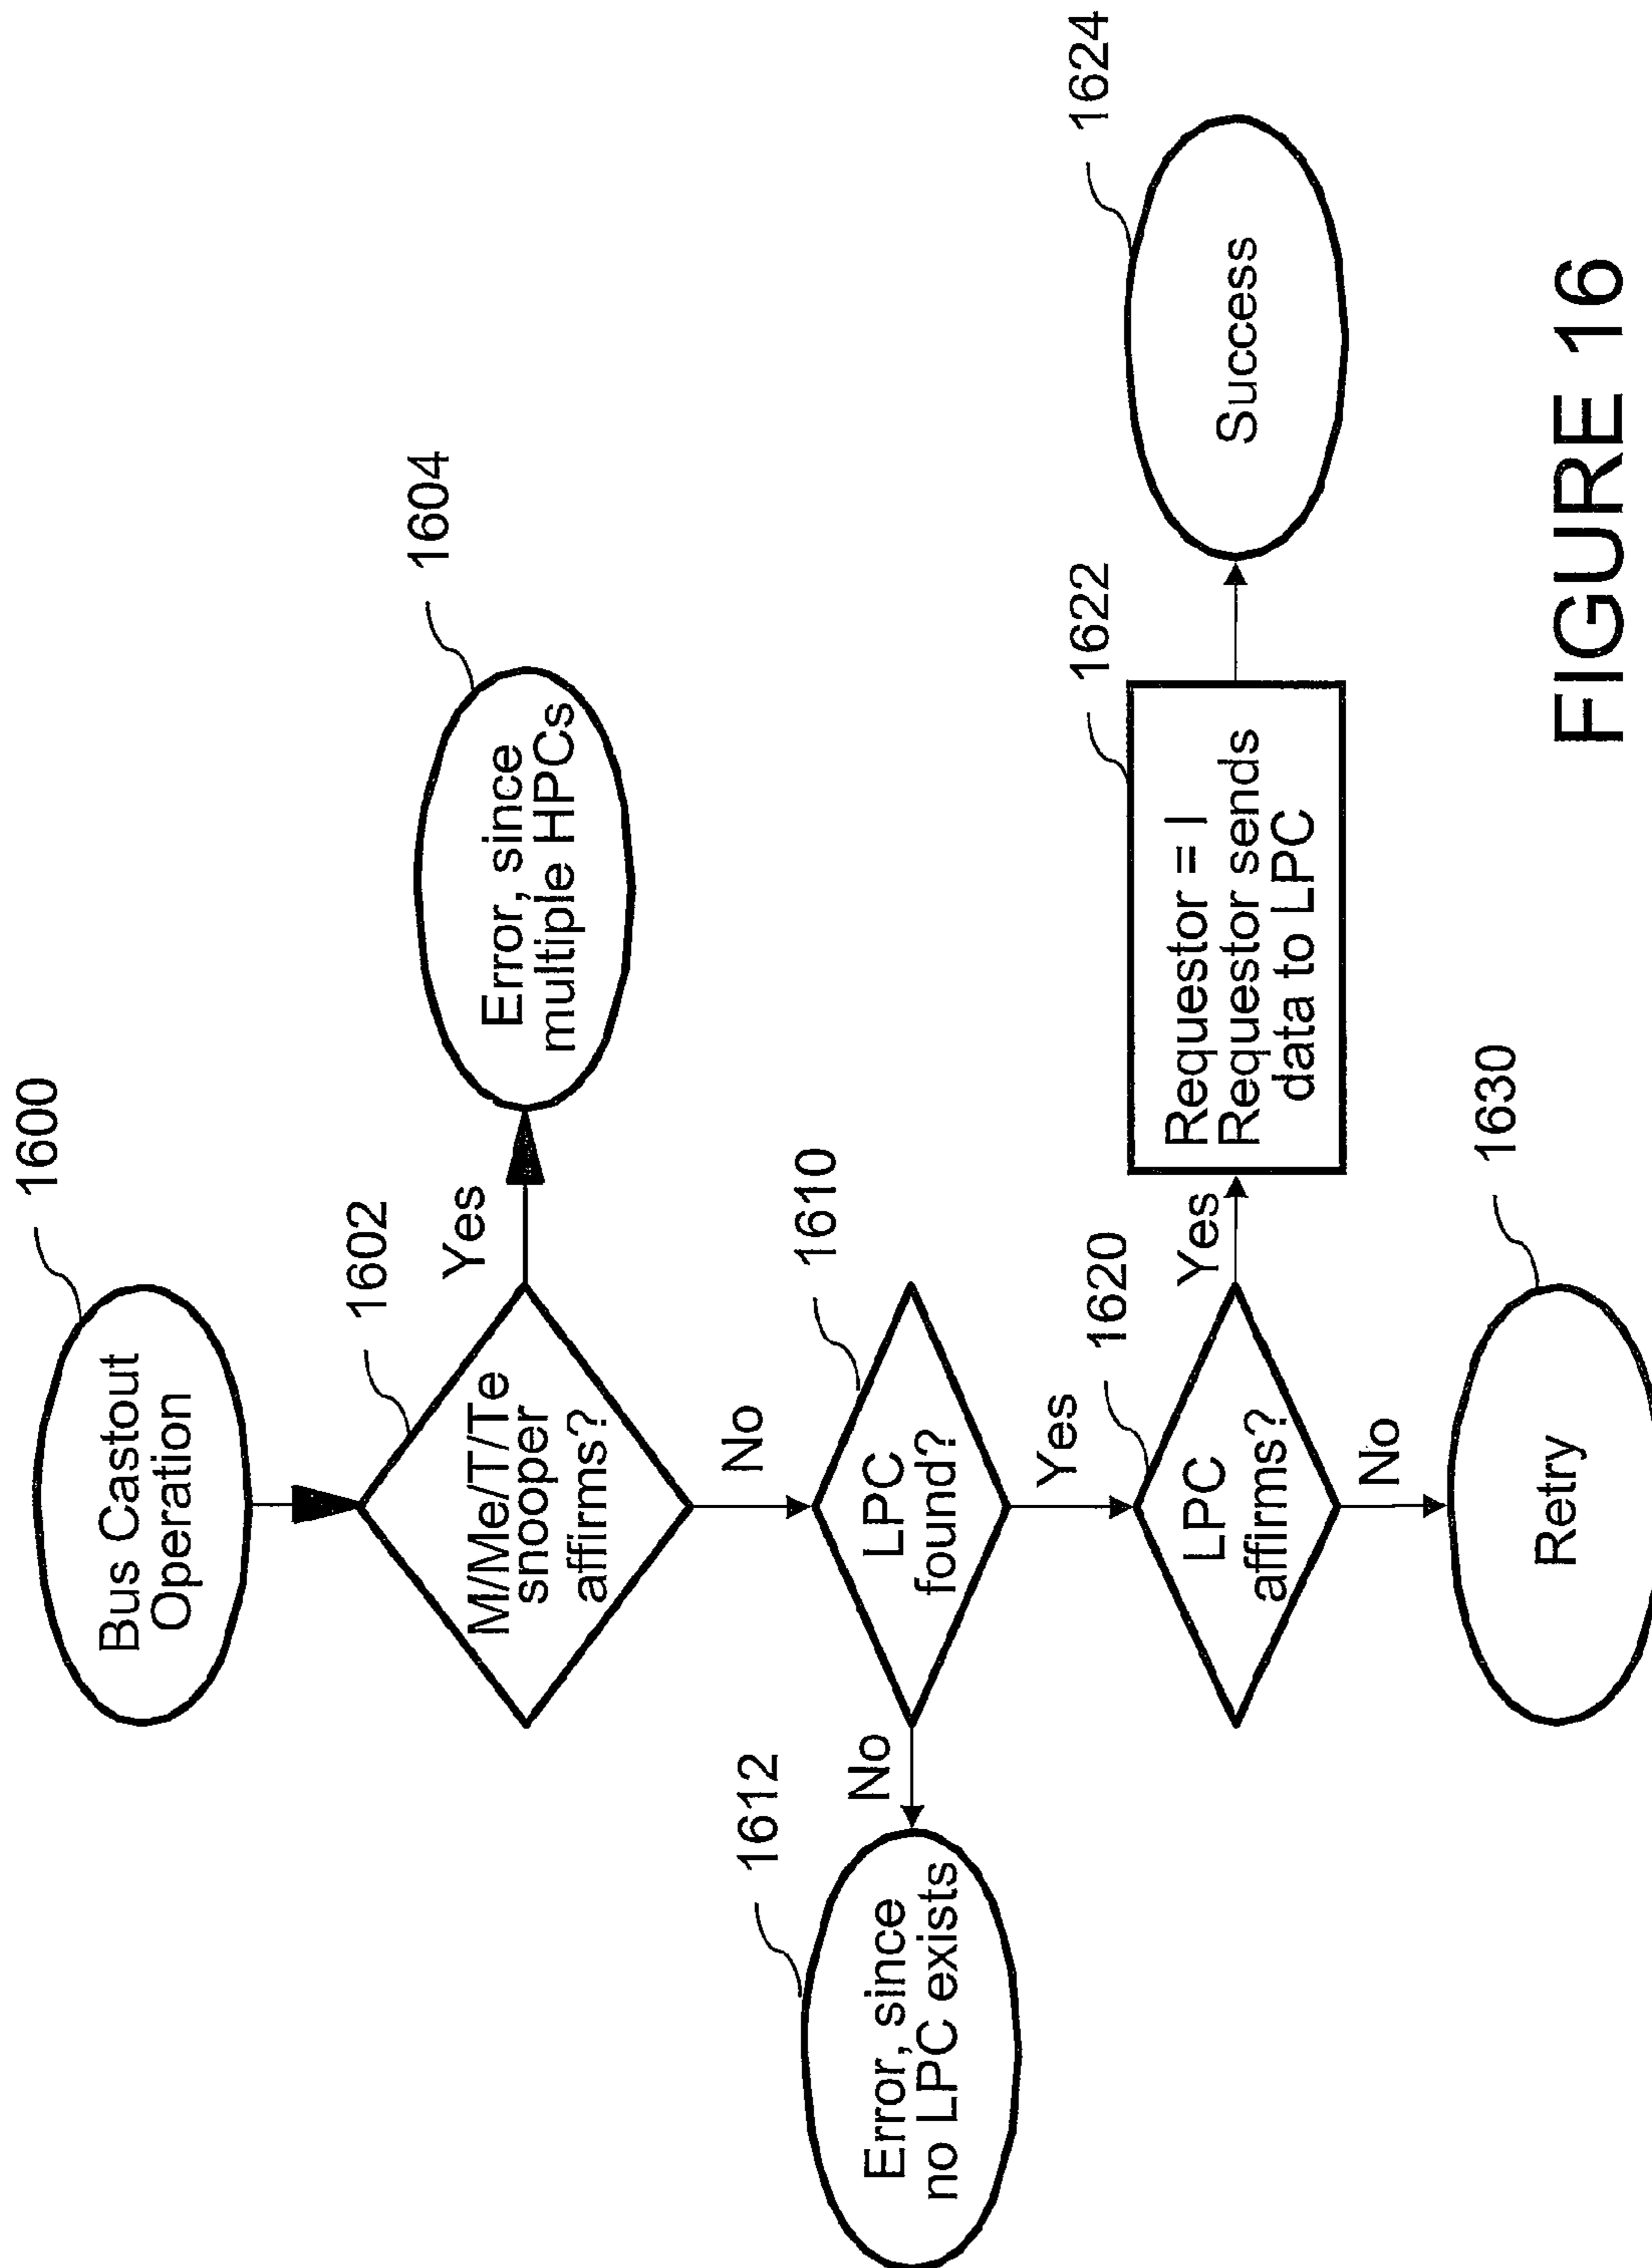 1600
Bus Castout
Operation
1602
M/Me/T/Te
snooper
affirms?
Yes
1604
Error, since
multiple HPCs
No
1610
LPC
found?
No
1612
Error, since
no LPC exists
Yes
1620
LPC
affirms?
Yes
1622
Requestor = I
Requestor sends
data to LPC
1624
Success
No
1630
Retry
FIGURE 16